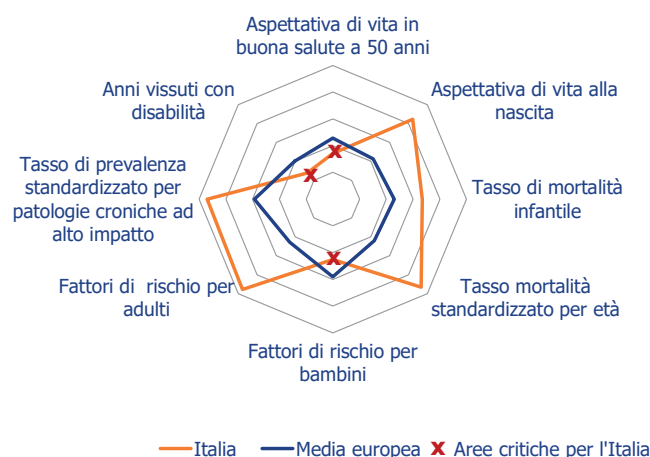 Aspettativa di vita in
buona salute a 50 anni
Anni vissuti con
disabilità
Aspettativa di vita alla
nascita
Tasso di prevalenza
standardizzato per
patologie croniche ad
alto impatto
Tasso di mortalità
infantile
Fattori di rischio per
adulti
Tasso mortalità
standardizzato per età
Fattori di rischio per
bambini
Italia
Media europea
x Aree critiche per l'Italia